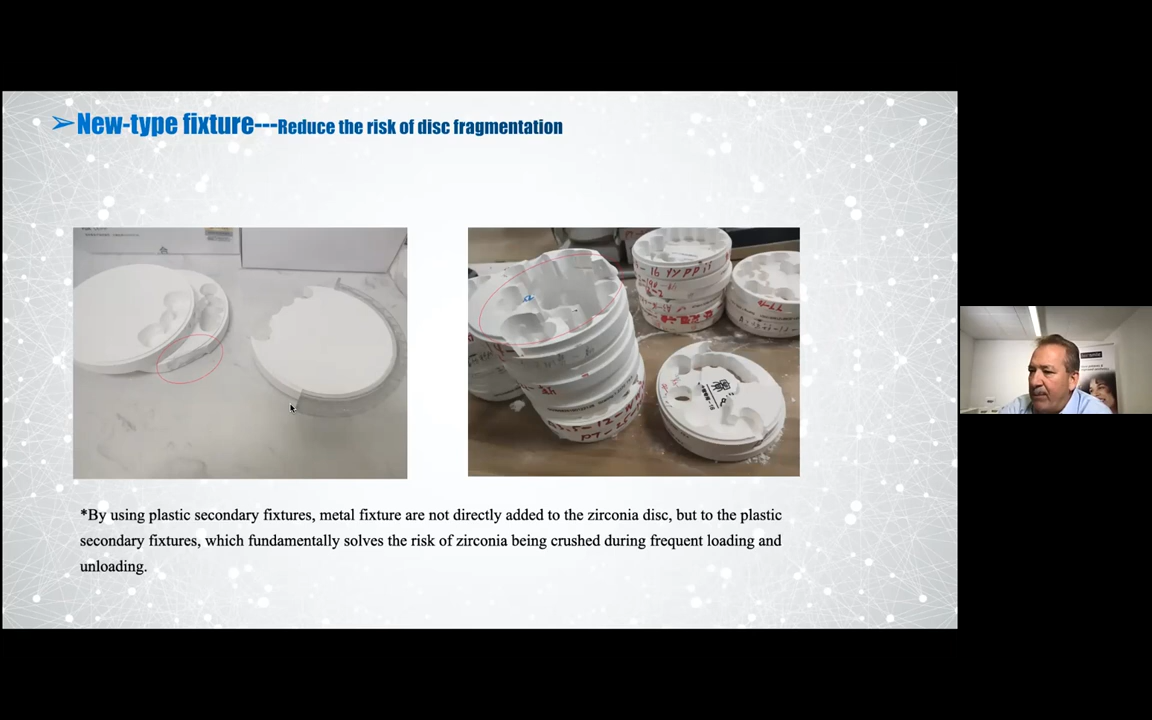 ➢New-type fixture---Reduce the risk of disc fragmentation
*By using plastic secondary fixtures, metal fixture are not directly added to the zirconia disc, but to the plastic
secondary fixtures, which fundamentally solves the risk of zirconia being crushed during frequent loading and
unloading.